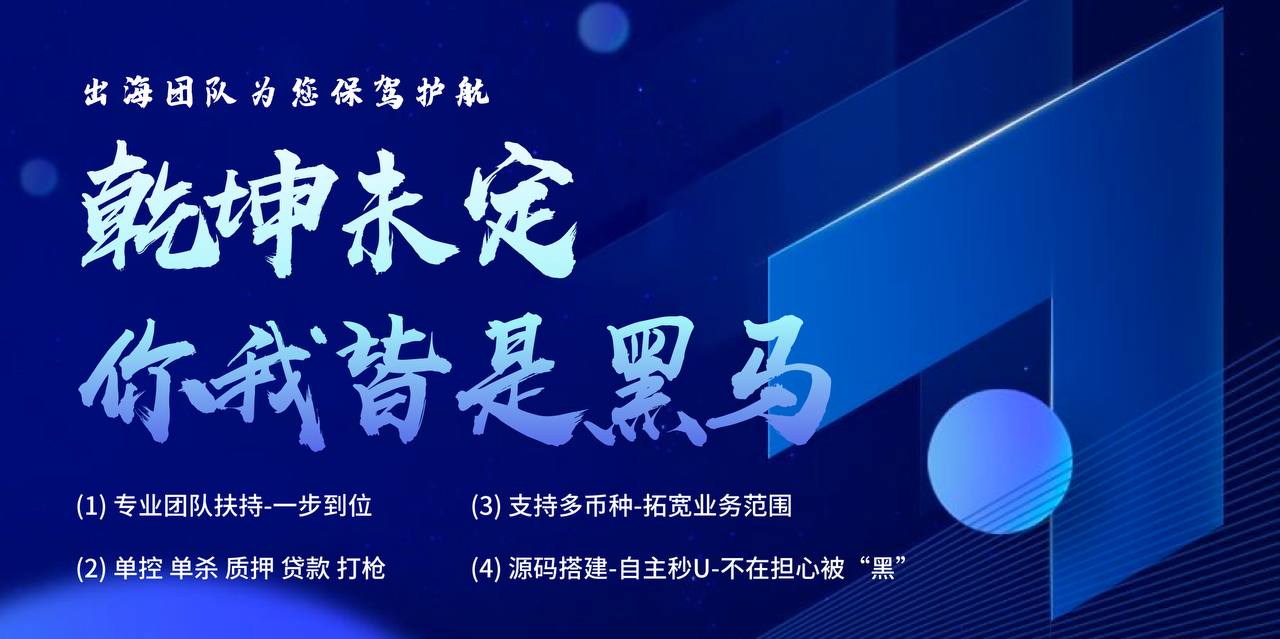 出海团队为您保驾护航
乾坤未定
你我皆是黑马
(1) 专业团队扶持-一步到位
(2) 单控 单杀 质押 贷款 打枪
(3) 支持多币种-拓宽业务范围
(4) 源码搭建-自主秒U-不在担心被“黑”